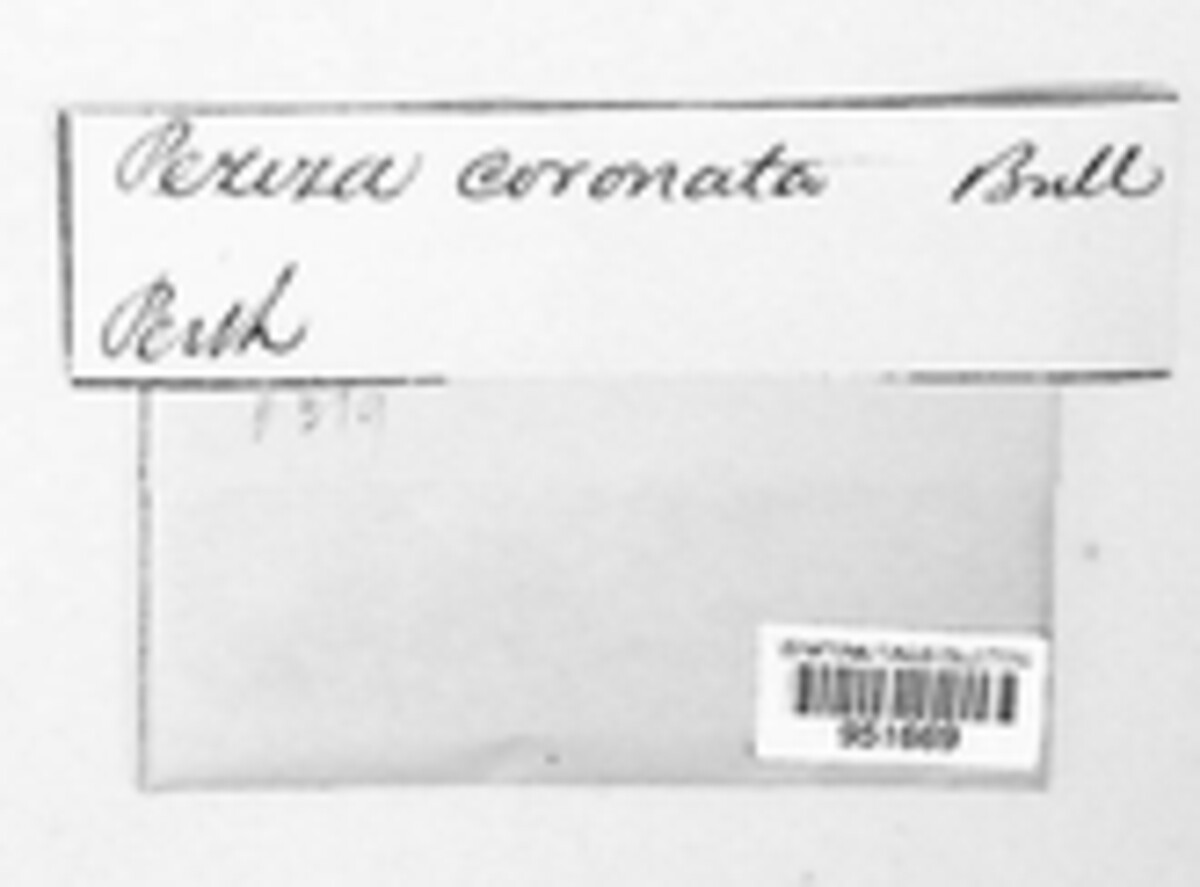 Peziza coronata Bull
Perth
951669